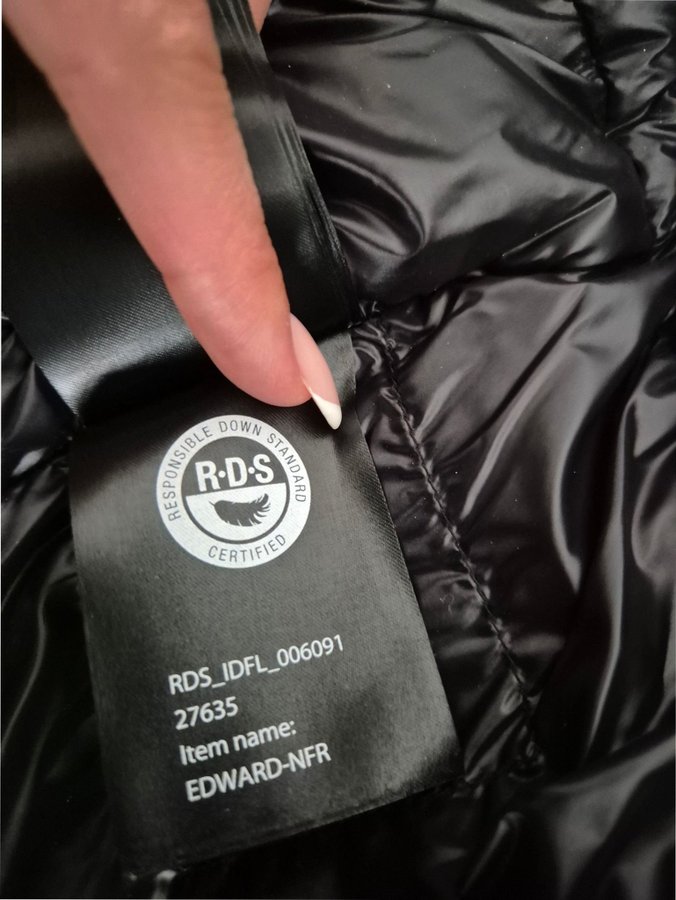 RESPONSIBLE DOWN STANDARD
R·D·S
CERTIFIED
RDS_IDFL_006091
27635
Item name:
EDWARD-NFR